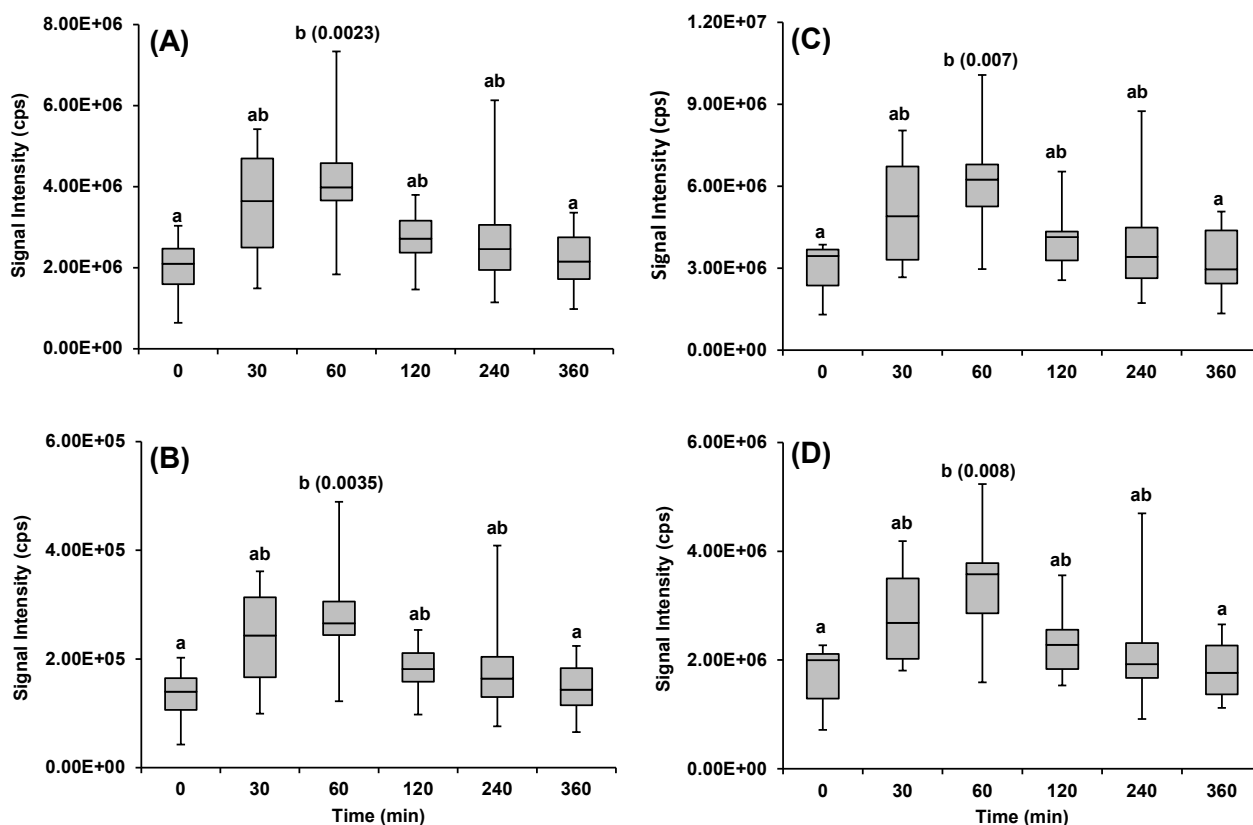 (A)
Signal Intensity (cps)
8.00E+06
6.00E+06
4.00E+06
2.00E+06
0.00E+00
a
ab
b (0.0023)
ab
ab
a
0 30 60 120 240 360
(B)
Signal Intensity (cps)
6.00E+05
4.00E+05
2.00E+05
0.00E+00
a
ab
b (0.0035)
ab
ab
a
0 30 60 120 240 360
Time (min)
(C)
Signal Intensity (cps)
1.20E+07
9.00E+06
6.00E+06
3.00E+06
0.00E+00
a
ab
b (0.007)
ab
ab
a
0 30 60 120 240 360
(D)
Signal Intensity (cps)
6.00E+06
4.00E+06
2.00E+06
0.00E+00
a
ab
b (0.008)
ab
ab
a
0 30 60 120 240 360
Time (min)